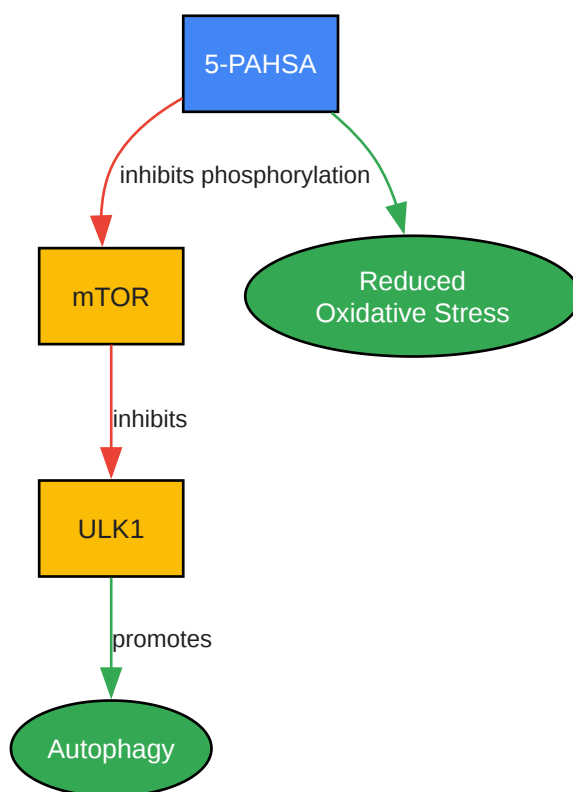 5-PAHSA
inhibits phosphorylation
mTOR
Reduced
Oxidative Stress
inhibits
ULK1
promotes
Autophagy